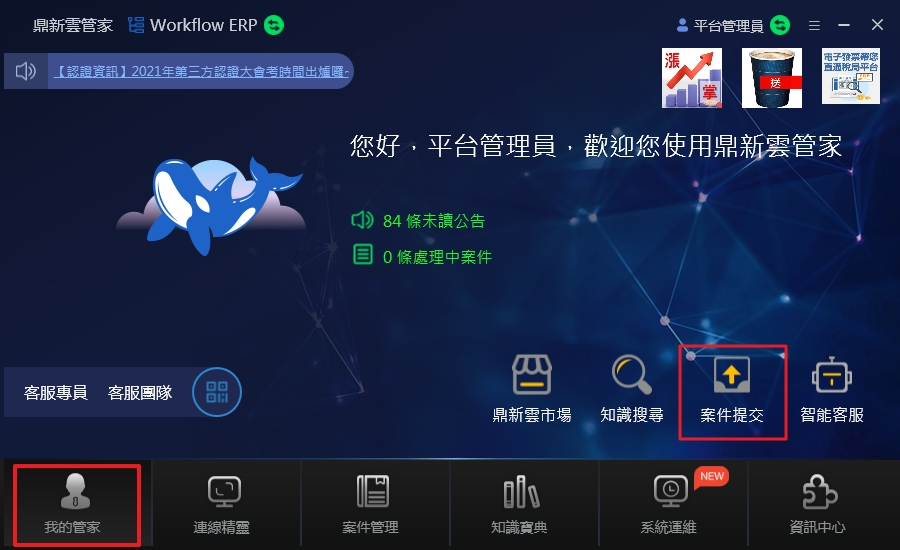 鼎新雲管家 Workflow ERP 平台管理員
【認證資訊】2021年第三方認證大會考時間出爐囉~
漲
掌
送
電子發票帶您
直通稅局平台
您好，平台管理員，歡迎您使用鼎新雲管家
84 條未讀公告
0 條處理中案件
客服專員 客服團隊
鼎新雲市場 知識搜尋 案件提交 智能客服
NEW
8
我的管家 連線精靈 案件管理 知識寶典 系統運維 資訊中心